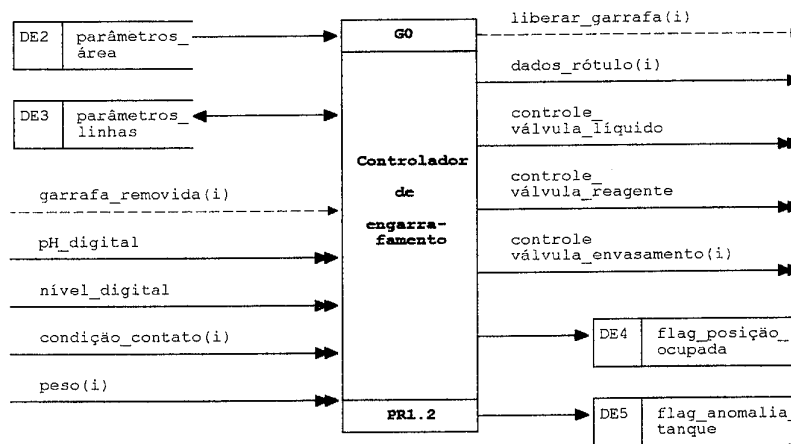 DE2 parâmetros_
área
DE3 parâmetros_
linhas
garrafa_removida(i)
pH_digital
nível_digital
condição_contato(i)
peso(i)
G0
Controlador
de
engarra-
famento
PR1.2
liberar_garrafa(i)
dados_rótulo(i)
controle_
válvula_líquido
controle_
válvula_reagente
controle
válvula_envasamento(i)
DE4 flag_posição_
ocupada
DE5 flag_anomalia_
tanque